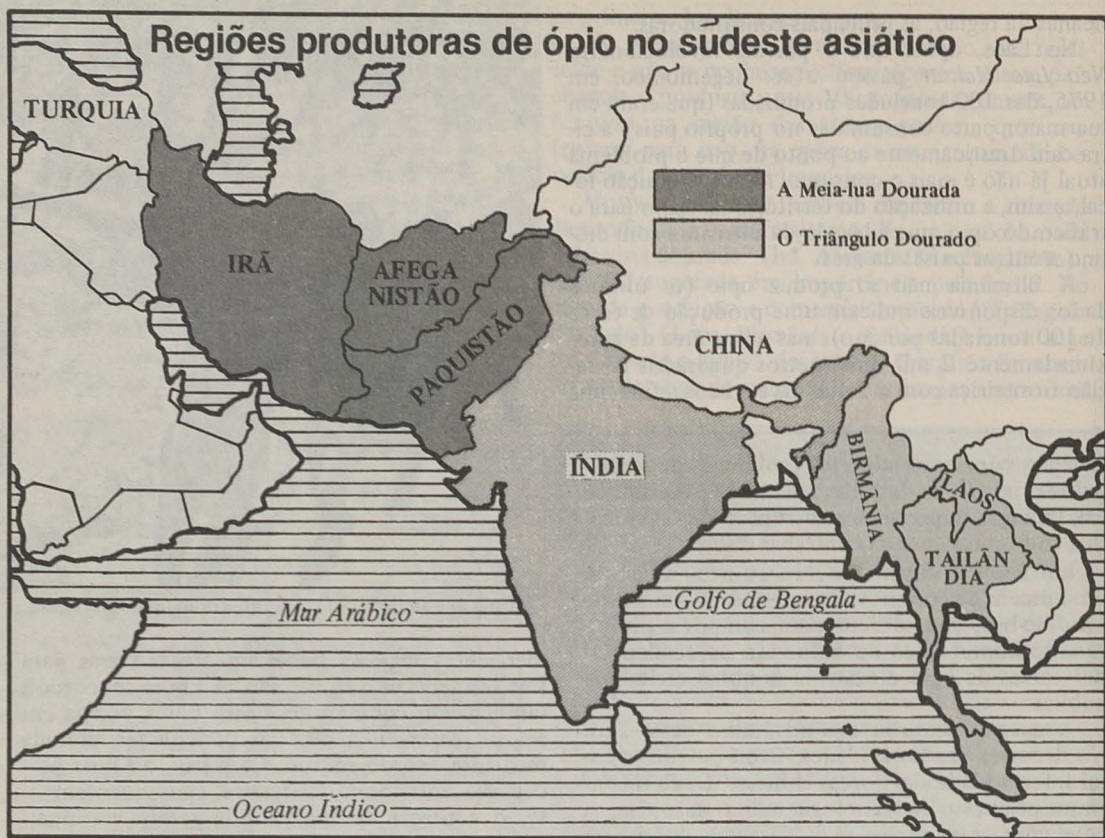 Regiões produtoras de ópio no sudeste asiático
TURQUIA
A Meia-lua Dourada
O Triângulo Dourado
IRÃ
AFEGA
NISTÃO
PAQUISTÃO
CHINA
ÍNDIA
BIRMÂNIA
LAOS
TAILÂN
DIA
Mar Arábico
Golfo de Bengala
Oceano Índico